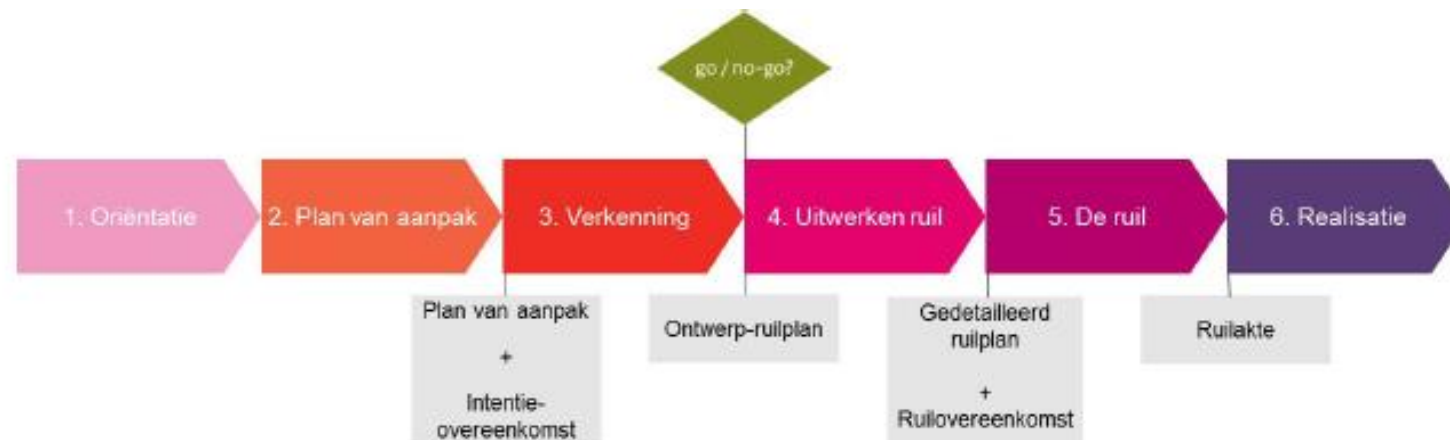 go / no-go?
1. Oriëntatie
2. Plan van aanpak
3. Verkenning
4. Uitwerken ruil
5. De ruil
6. Realisatie
Plan van aanpak
+
Intentie-
overeenkomst
Ontwerp-ruilplan
Gedetailleerd
ruilplan
+
Ruilovereenkomst
Ruilakte